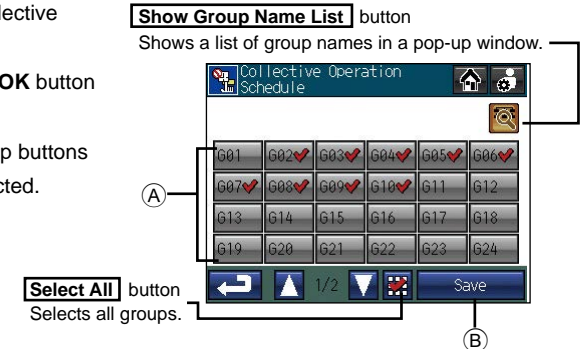 lective
OK button
p buttons
cted.
Show Group Name List button
Shows a list of group names in a pop-up window.
Collective Operation
Schedule
G01 G02 G03 G04 G05 G06
G07 G08 G09 G10 G11 G12
G13 G14 G15 G16 G17 G18
G19 G20 G21 G22 G23 G24
1/2 Save
A
Select All button
Selects all groups.
B